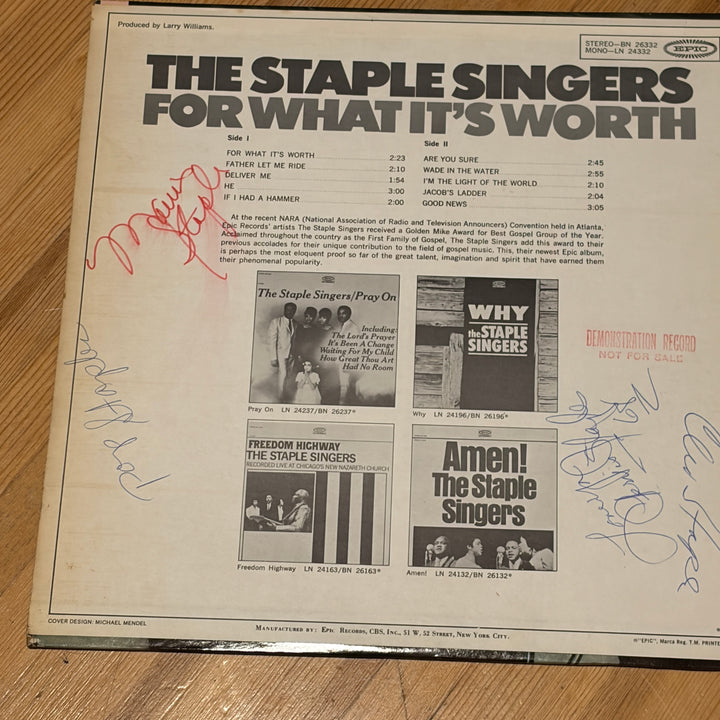 Produced by Larry Williams.
STEREO—BN 26332
MONO—LN 24332
EPIC
THE STAPLE SINGERS
FOR WHAT IT'S WORTH
Side I
FOR WHAT IT'S WORTH 2:23
FATHER LET ME RIDE 2:10
DELIVER ME 1:54
HE 3:00
IF I HAD A HAMMER 2:00
Side II
ARE YOU SURE 2:45
WADE IN THE WATER 2:55
I'M THE LIGHT OF THE WORLD 2:10
JACOB'S LADDER 2:04
GOOD NEWS 3:05
At the recent NARA (National Association of Radio and Television Announcers) Convention held in Atlanta,
Epic Records' artists The Staple Singers received a Golden Mike Award for Best Gospel Group of the Year.
Acclaimed throughout the country as the First Family of Gospel, The Staple Singers add this award to their
previous accolades for their unique contribution to the field of gospel music. This, their newest Epic album,
is perhaps the most eloquent proof so far of the great talent, imagination and spirit that have earned them
their phenomenal popularity.
Mavis
Staples
The Staple Singers/Pray On
Including:
The Lord's Prayer
It's Been A Change
Waiting For My Child
How Great Thou Art
Had No Room
Pray On LN 24237/BN 26237*
WHY
the STAPLE
SINGERS
Why LN 24196/BN 26196*
DEMONSTRATION RECORD
NOT FOR SALE
Pop Staples
FREEDOM HIGHWAY
THE STAPLE SINGERS
RECORDED LIVE AT CHICAGO'S NEW NAZARETH CHURCH
Freedom Highway LN 24163/BN 26163*
Amen!
The Staple
Singers
Amen! LN 24132/BN 26132*
Cleo Staple
COVER DESIGN: MICHAEL MENDEL
Manufactured by: Epic Records, CBS, Inc., 51 W. 52 Street, New York City.
®"EPIC", Marca Reg. T.M. PRINTE